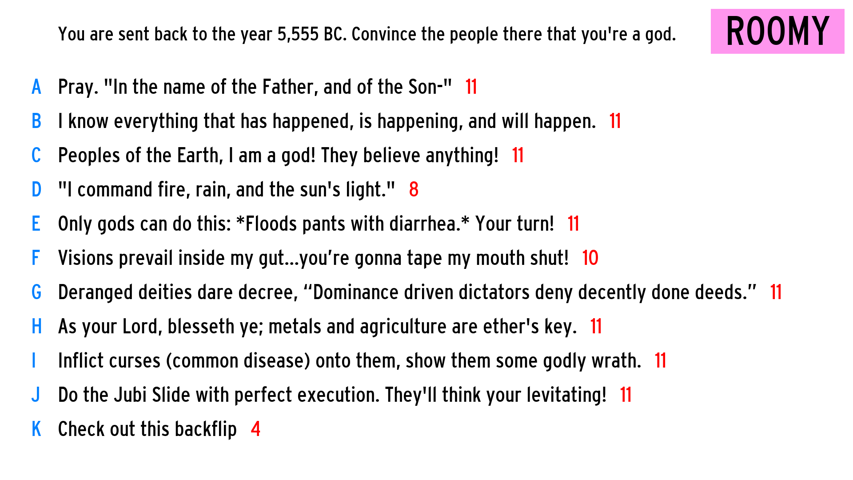 You are sent back to the year 5,555 BC. Convince the people there that you're a god.
ROOMY
A Pray. "In the name of the Father, and of the Son-" 11
B I know everything that has happened, is happening, and will happen. 11
C Peoples of the Earth, I am a god! They believe anything! 11
D "I command fire, rain, and the sun's light." 8
E Only gods can do this: *Floods pants with diarrhea.* Your turn! 11
F Visions prevail inside my gut...you’re gonna tape my mouth shut! 10
G Deranged deities dare decree, “Dominance driven dictators deny decently done deeds.” 11
H As your Lord, blesseth ye; metals and agriculture are ether's key. 11
I Inflict curses (common disease) onto them, show them some godly wrath. 11
J Do the Jubi Slide with perfect execution. They'll think your levitating! 11
K Check out this backflip 4